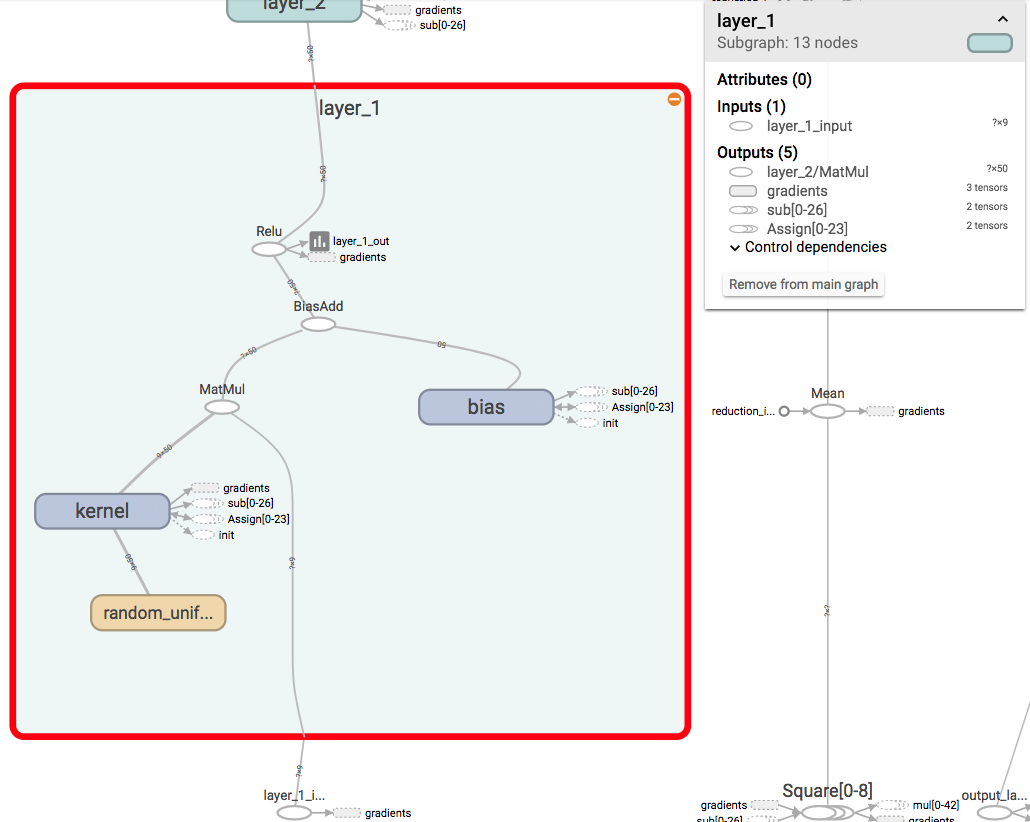 layer_2
gradients
sub[0-26]
?×50
layer_1
?×50
Relu
layer_1_out
gradients
?×50
BiasAdd
?×50
50
MatMul
bias
sub[0-26]
Assign[0-23]
init
9×50
kernel
gradients
sub[0-26]
Assign[0-23]
init
9×50
random_unif...
?×9
?×9
layer_1_i...
gradients
layer_1
Subgraph: 13 nodes
Attributes (0)
Inputs (1)
layer_1_input ?×9
Outputs (5)
layer_2/MatMul ?×50
gradients 3 tensors
sub[0-26] 2 tensors
Assign[0-23] 2 tensors
Control dependencies
Remove from main graph
Mean
reduction_i...
gradients
?×?
Square[0-8]
gradients
sub[0-26]
mul[0-42]
gradients
output_la...